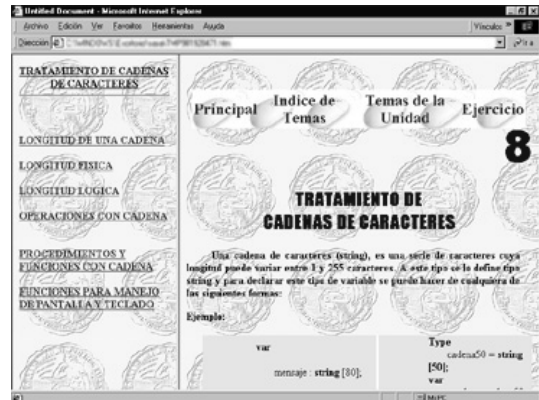 Untitled Document - Microsoft Internet Explorer
Archivo Edición Ver Favoritos Herramientas Ayuda
Vínculos »
Dirección
Ir a
TRATAMIENTO DE CADENAS
DE CARACTERES
LONGITUD DE UNA CADENA
LONGITUD FISICA
LONGITUD LOGICA
OPERACIONES CON CADENA
PROCEDIMIENTOS Y
FUNCIONES CON CADENA
FUNCIONES PARA MANEJO
DE PANTALLA Y TECLADO
Principal
Indice de
Temas
Temas de la
Unidad
Ejercicio
8
TRATAMIENTO DE
CADENAS DE CARACTERES
Una cadena de caracteres (string), es una serie de caracteres cuya
longitud puede variar entre 1 y 255 caracteres. A este tipo se lo define tipo
string y para declarar este tipo de variable se puede hacer de cualquiera de
las siguientes formas:
Ejemplo:
var
mensaje : string [80];
Type
cadena50 = string
[50];
var
Mi PC